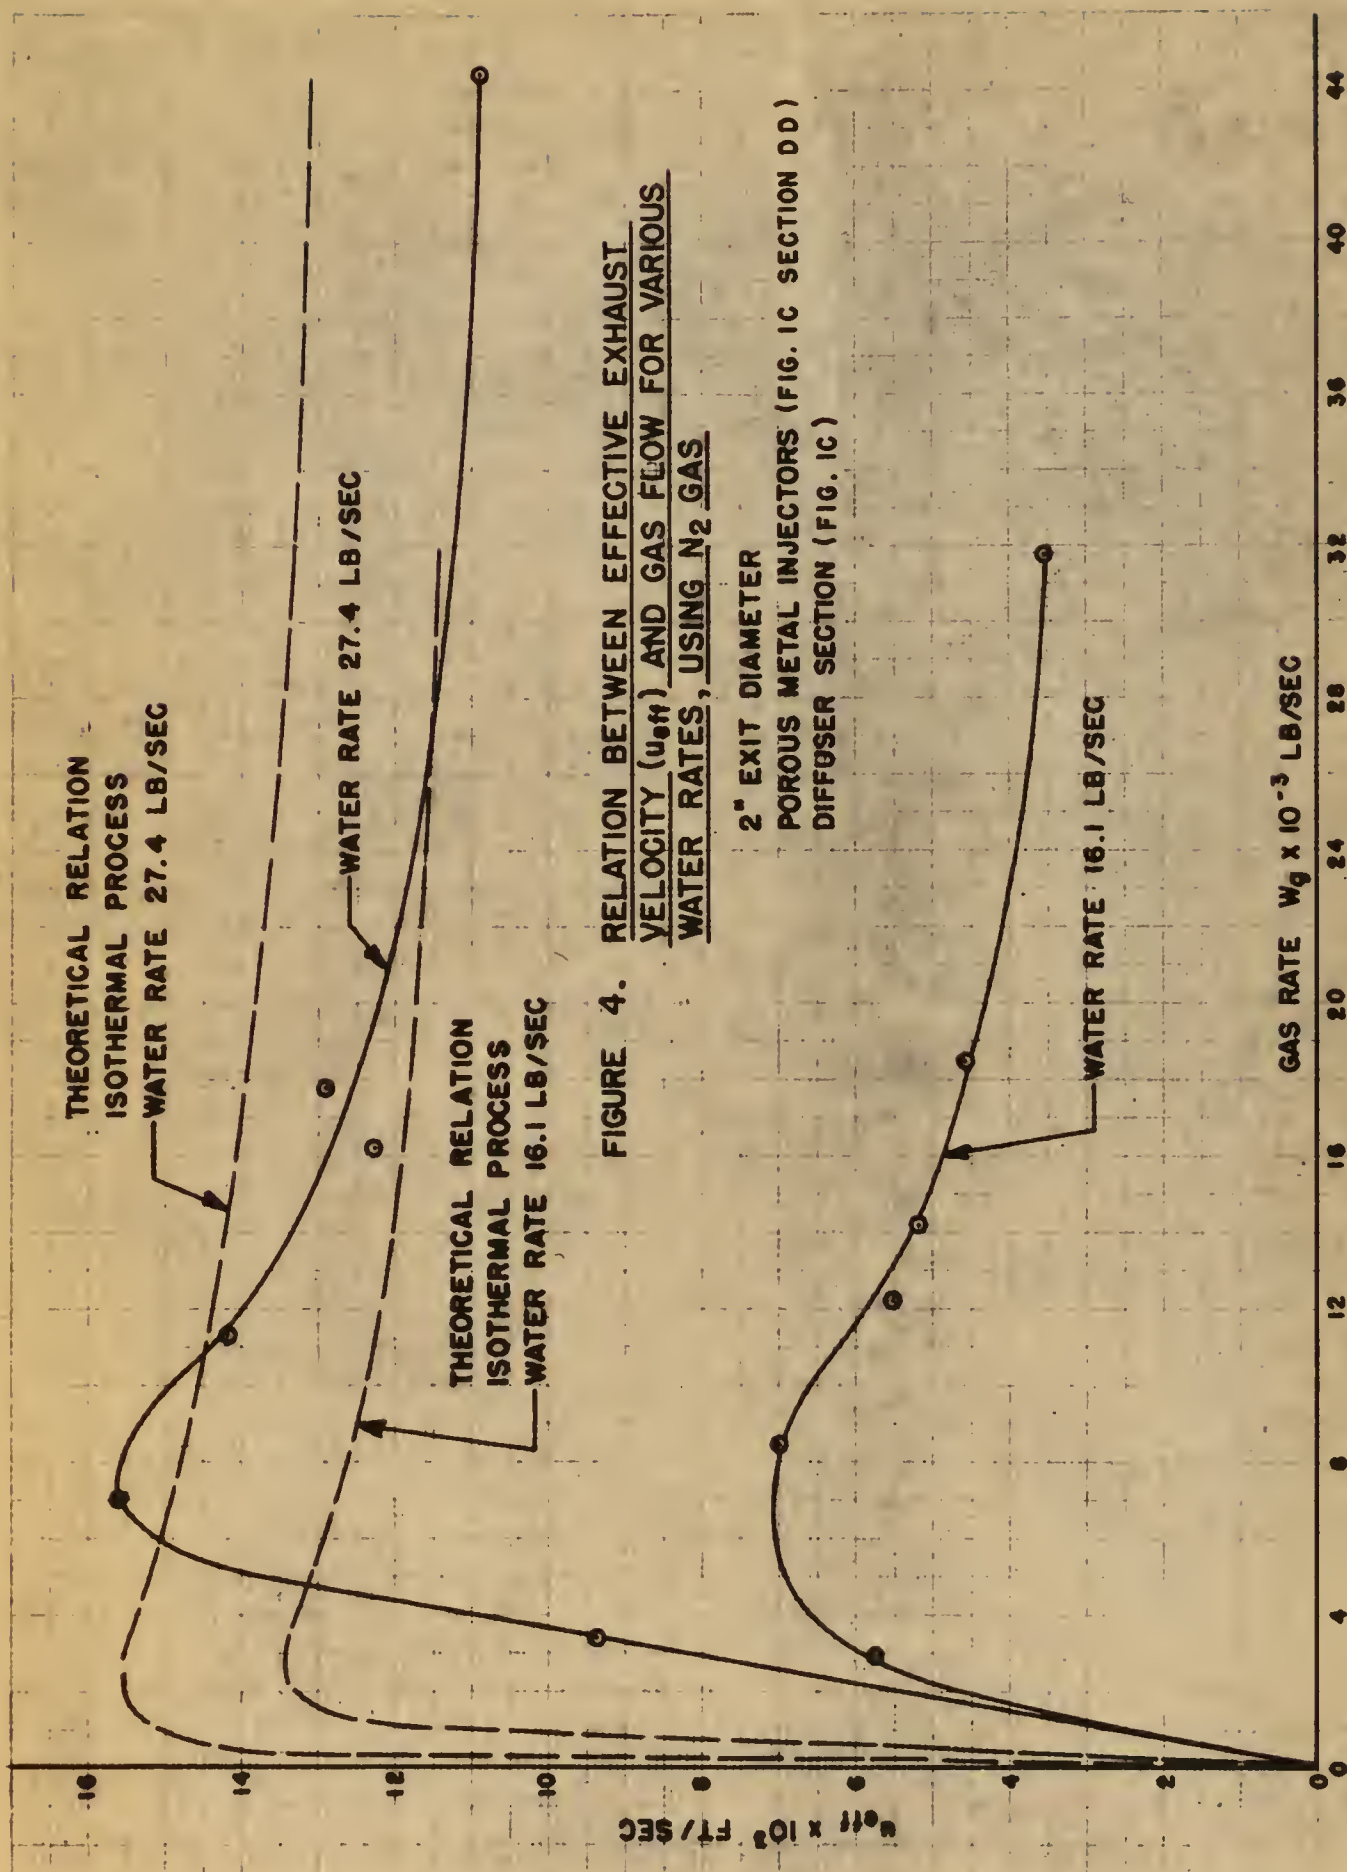 THEORETICAL RELATION
ISOTHERMAL PROCESS
WATER RATE 27.4 LB/SEC
WATER RATE 27.4 LB/SEC
THEORETICAL RELATION
ISOTHERMAL PROCESS
WATER RATE 16.1 LB/SEC
FIGURE 4. RELATION BETWEEN EFFECTIVE EXHAUST
VELOCITY (ueff) AND GAS FLOW FOR VARIOUS
WATER RATES, USING N2 GAS
2" EXIT DIAMETER
POROUS METAL INJECTORS (FIG. 1C SECTION DD)
DIFFUSER SECTION (FIG. 1C)
WATER RATE 16.1 LB/SEC
ueff x 10³ FT/SEC
16
14
12
10
8
6
4
2
0
0 4 8 12 16 20 24 28 32 36 40 44
GAS RATE Wg x 10⁻³ LB/SEC